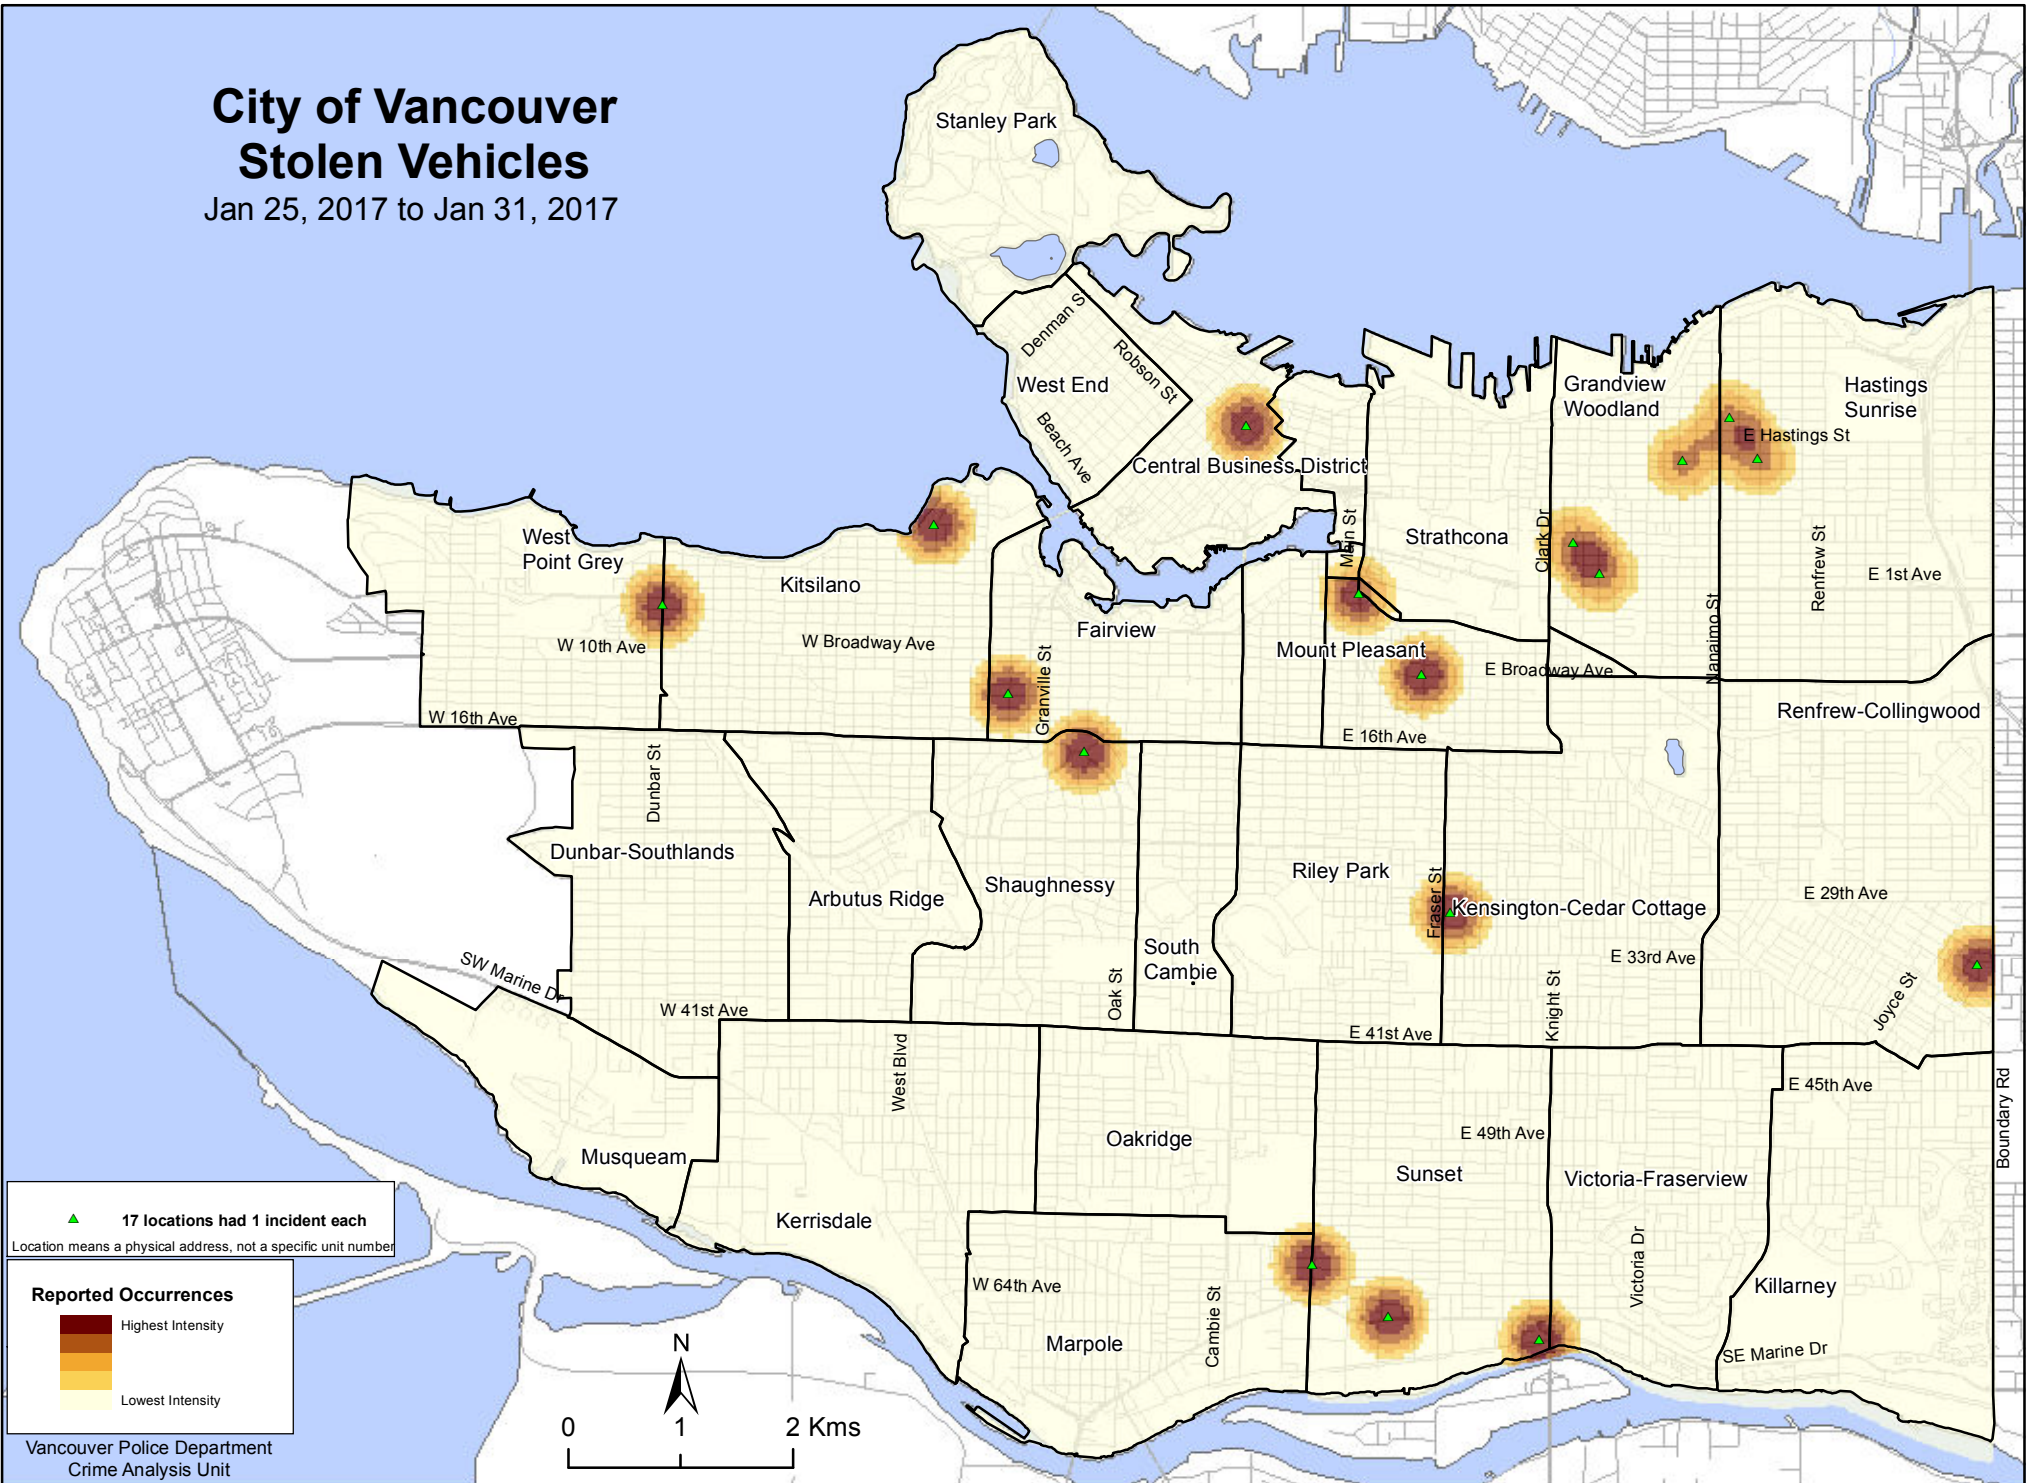 City of Vancouver
Stolen Vehicles
Jan 25, 2017 to Jan 31, 2017
Stanley Park
Denman St
Robson St
West End
Beach Ave
Central Business District
Grandview
Woodland
Hastings
Sunrise
E Hastings St
West
Point Grey
Kitsilano
Main St
Strathcona
Clark Dr
Renfrew St
E 1st Ave
Nanaimo St
W 10th Ave
W Broadway Ave
Fairview
Granville St
Mount Pleasant
E Broadway Ave
W 16th Ave
E 16th Ave
Renfrew-Collingwood
Dunbar St
Dunbar-Southlands
Arbutus Ridge
Shaughnessy
Riley Park
Fraser St
Kensington-Cedar Cottage
E 29th Ave
South
Cambie
E 33rd Ave
SW Marine Dr
W 41st Ave
Oak St
E 41st Ave
Knight St
Joyce St
West Blvd
E 45th Ave
Boundary Rd
Musqueam
Oakridge
E 49th Ave
Sunset
Victoria-Fraserview
Kerrisdale
Victoria Dr
W 64th Ave
Killarney
Marpole
Cambie St
SE Marine Dr
17 locations had 1 incident each
Location means a physical address, not a specific unit number
Reported Occurrences
Highest Intensity
Lowest Intensity
Vancouver Police Department
Crime Analysis Unit
N
0 1 2 Kms